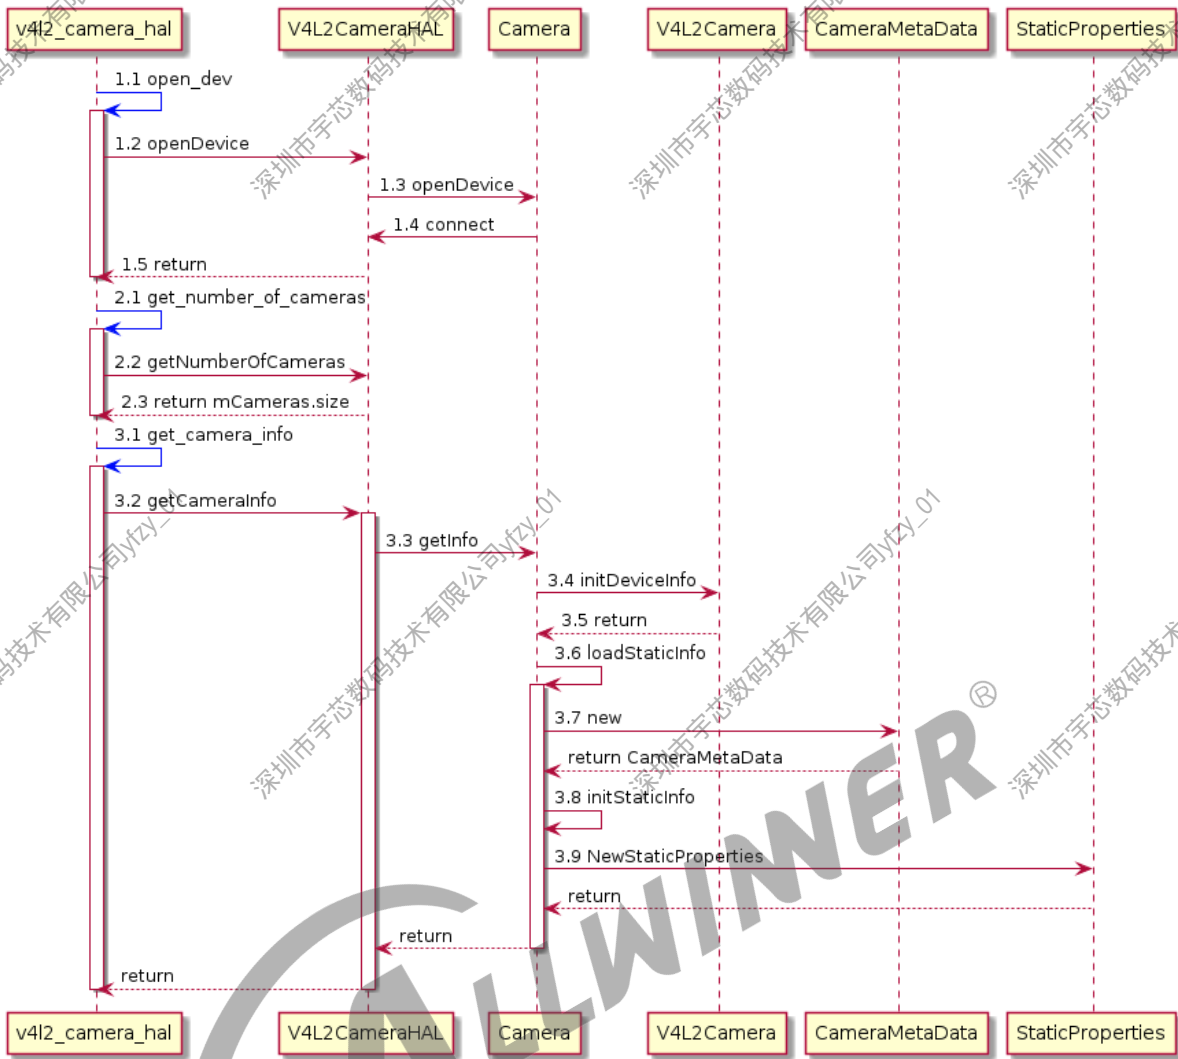 v4l2_camera_hal V4L2CameraHAL Camera V4L2Camera CameraMetaData StaticProperties
1.1 open_dev
1.2 openDevice
1.3 openDevice
1.4 connect
1.5 return
2.1 get_number_of_cameras
2.2 getNumberOfCameras
2.3 return mCameras.size
3.1 get_camera_info
3.2 getCameraInfo
3.3 getInfo
3.4 initDeviceInfo
3.5 return
3.6 loadStaticInfo
3.7 new
return CameraMetaData
3.8 initStaticInfo
3.9 NewStaticProperties
return
return
return
v4l2_camera_hal V4L2CameraHAL Camera V4L2Camera CameraMetaData StaticProperties
深圳市宇芯数码技术
深圳市宇芯数码技术
深圳市宇芯数码技术
码技术有限公司yfzy_01
深圳市宇芯数码技术有限公司yfzy_01
深圳市宇芯数码技术有限公司yfzy_01
深圳市宇芯数码技术
ALLWINNER®